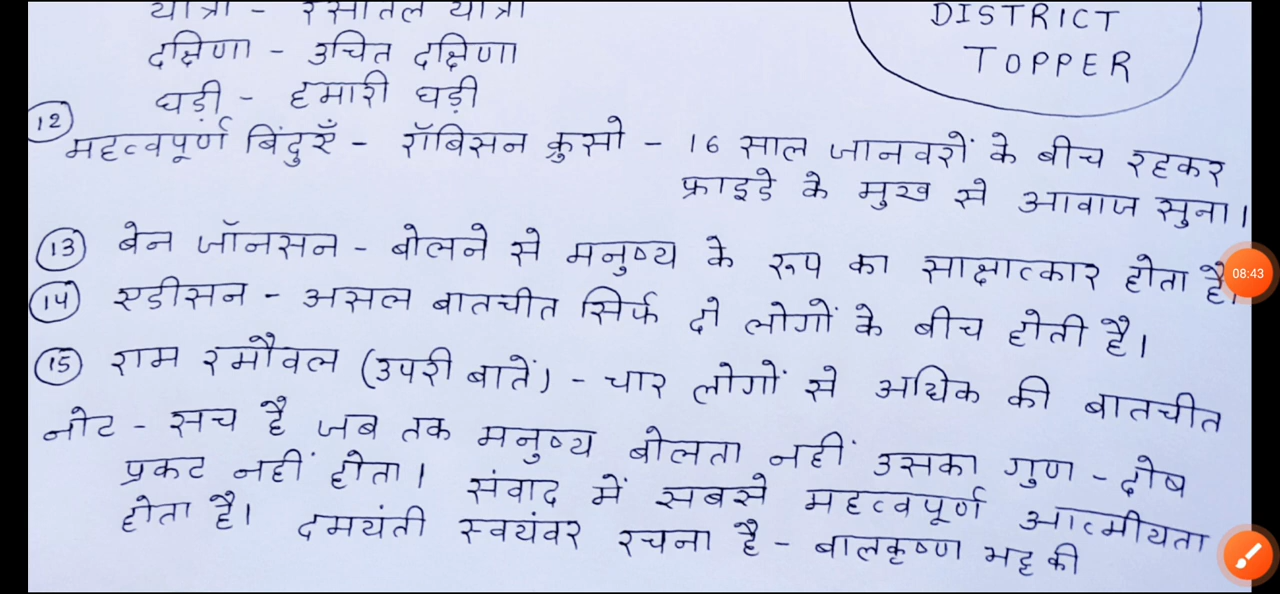 यात्रा - रसातल यात्रा
दक्षिणा - उचित दक्षिणा
घड़ी - हमारी घड़ी
DISTRICT
TOPPER
12 महत्वपूर्ण बिंदुएँ - रॉबिसन क्रुसो - 16 साल जानवरों के बीच रहकर
फ्राइडे के मुख से आवाज सुना।
13 बेन जॉनसन - बोलने से मनुष्य के रूप का साक्षात्कार होता है।
14 एडीसन - असल बातचीत सिर्फ दो लोगों के बीच होती है।
15 राम रमौवल (उपरी बातें) - चार लोगों से अधिक की बातचीत
नोट - सच है जब तक मनुष्य बोलता नहीं उसका गुण - दोष
प्रकट नहीं होता। संवाद में सबसे महत्वपूर्ण आत्मीयता
होता है। दमयंती स्वयंवर रचना है - बालकृष्ण भट्ट की
08:43